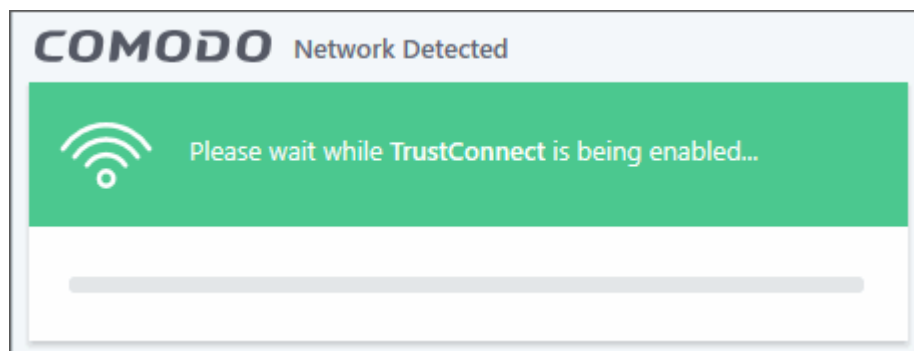 COMODO Network Detected
Please wait while TrustConnect is being enabled...